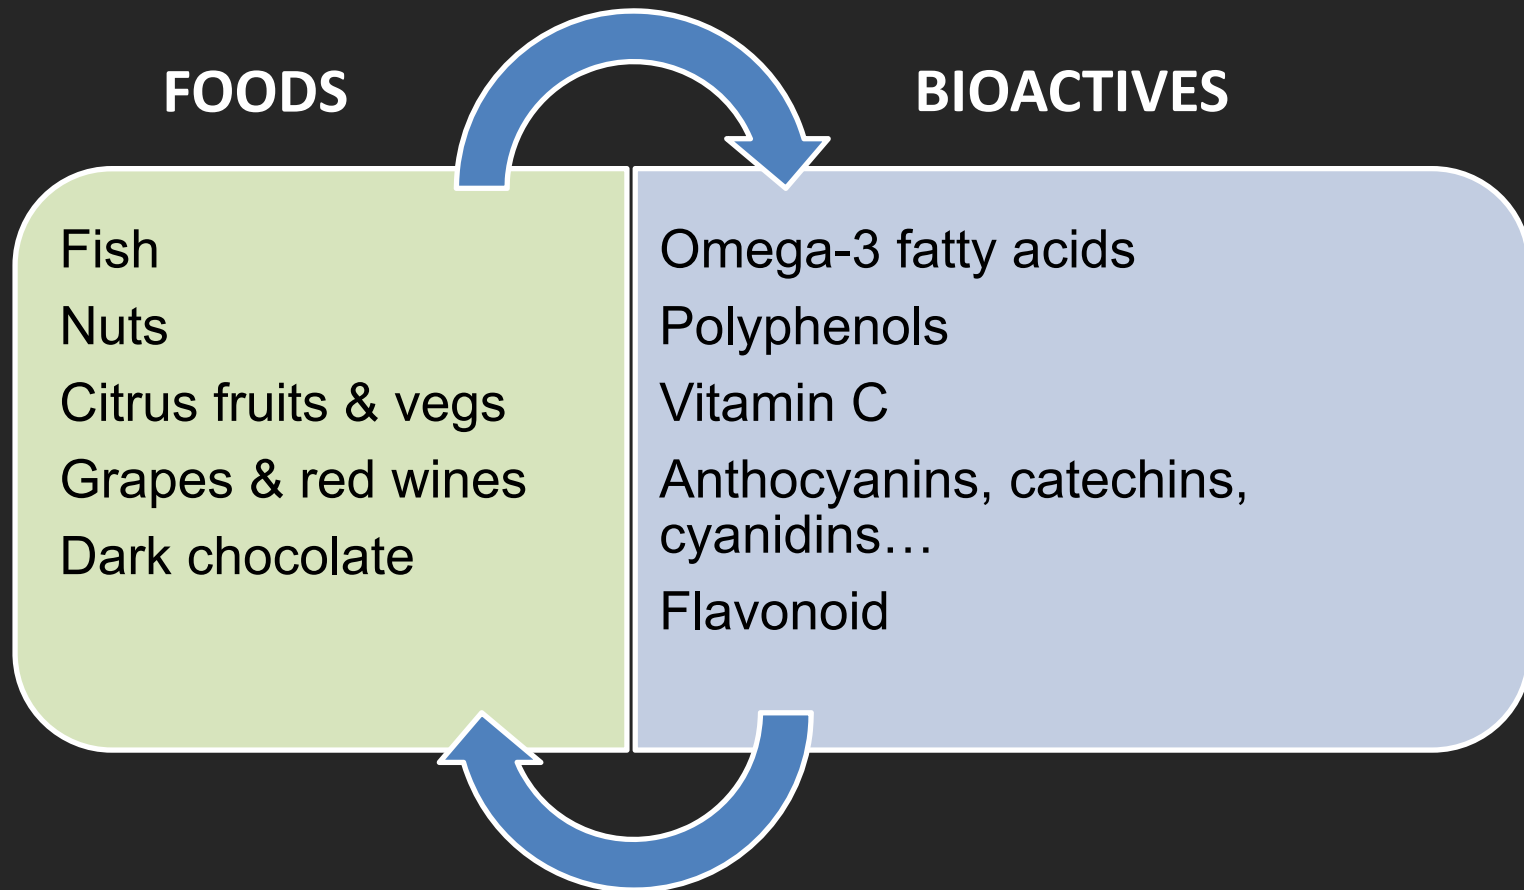 FOODS
BIOACTIVES
Fish
Nuts
Citrus fruits & vegs
Grapes & red wines
Dark chocolate
Omega-3 fatty acids
Polyphenols
Vitamin C
Anthocyanins, catechins,
cyanidins…
Flavonoid